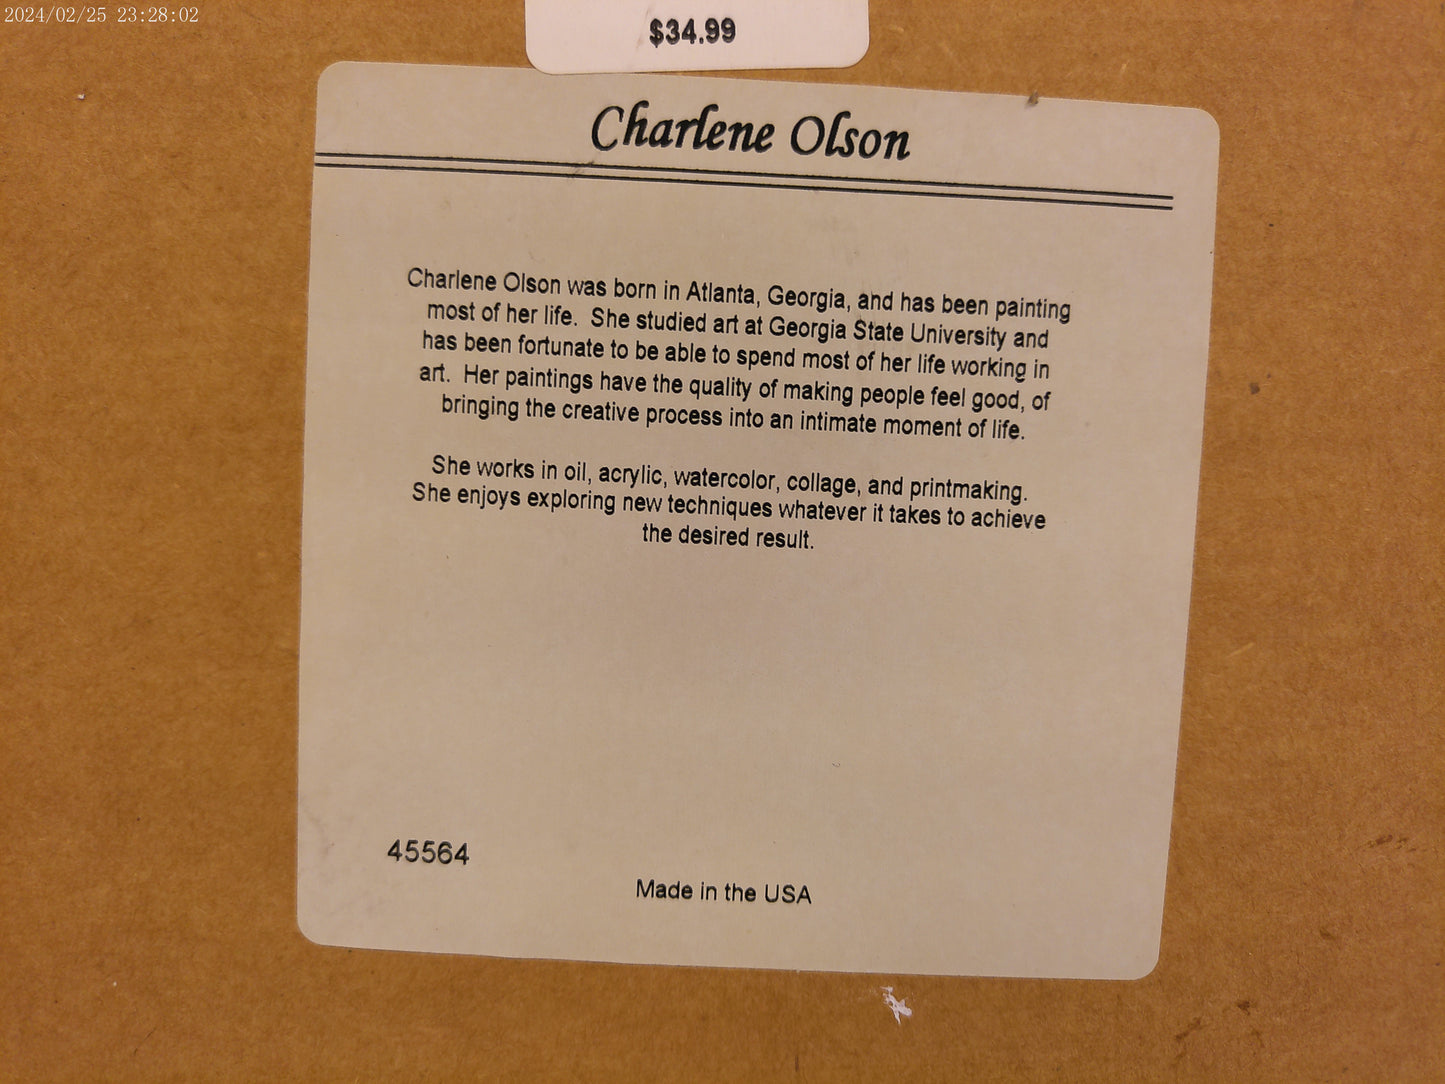 2024/02/25 23:28:02
$34.99
Charlene Olson
Charlene Olson was born in Atlanta, Georgia, and has been painting
most of her life. She studied art at Georgia State University and
has been fortunate to be able to spend most of her life working in
art. Her paintings have the quality of making people feel good, of
bringing the creative process into an intimate moment of life.
She works in oil, acrylic, watercolor, collage, and printmaking.
She enjoys exploring new techniques whatever it takes to achieve
the desired result.
45564
Made in the USA